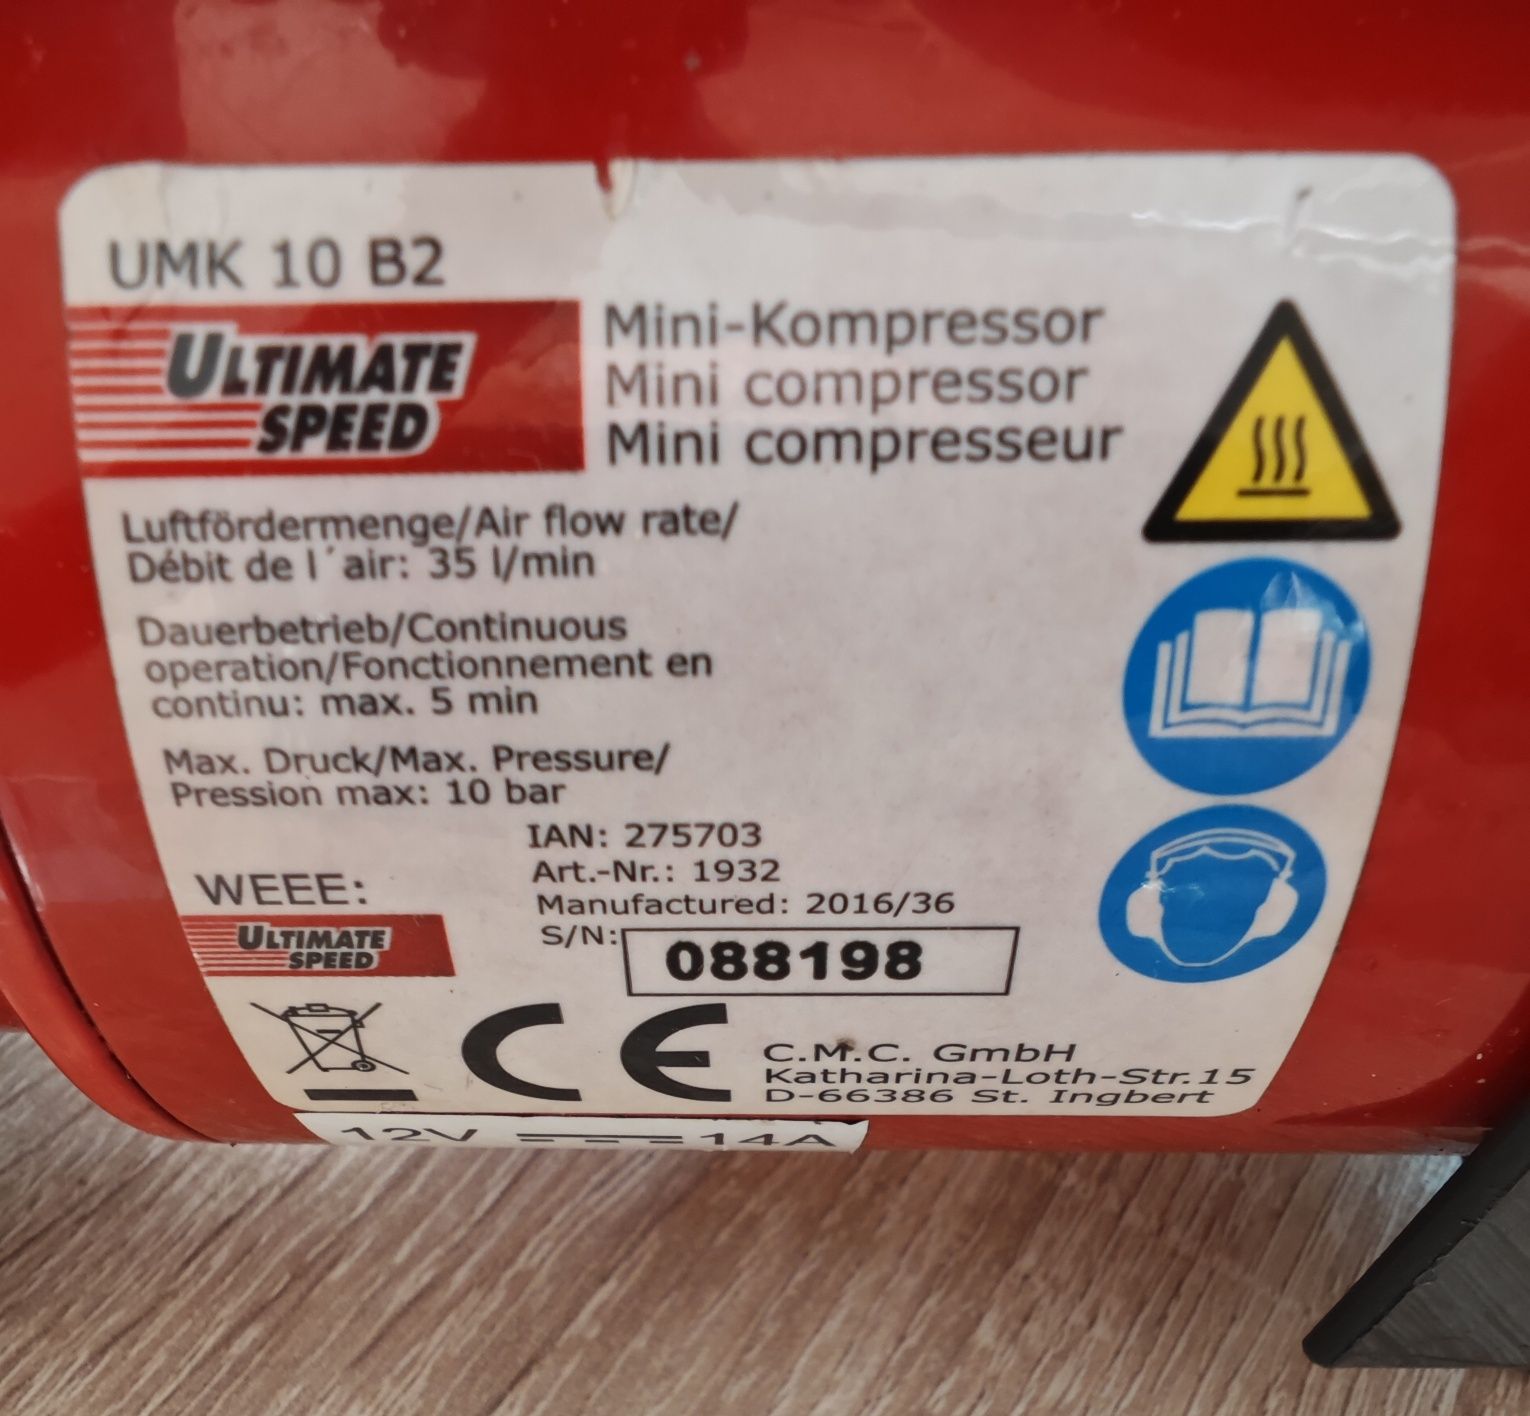 UMK 10 B2
ULTIMATE
SPEED
Mini-Kompressor
Mini compressor
Mini compresseur
Luftfördermenge/Air flow rate/
Débit de l´air: 35 l/min
Dauerbetrieb/Continuous
operation/Fonctionnement en
continu: max. 5 min
Max. Druck/Max. Pressure/
Pression max: 10 bar
IAN: 275703
Art.-Nr.: 1932
Manufactured: 2016/36
S/N: 088198
WEEE:
ULTIMATE
SPEED
CE
C.M.C. GmbH
Katharina-Loth-Str.15
D-66386 St. Ingbert
12V 14A